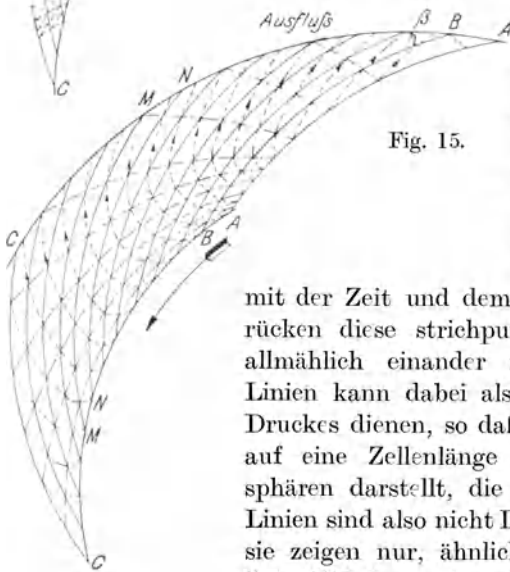 C
Ausfluß β B A
N
M
Fig. 15.
C
A
B
mit der Zeit und dem
rücken diese strichpu
allmählich einander
Linien kann dabei als
Druckes dienen, so daß
auf eine Zellenlänge
sphären darstellt, die
Linien sind also nicht
sie zeigen nur, ähnlich
N
M
C